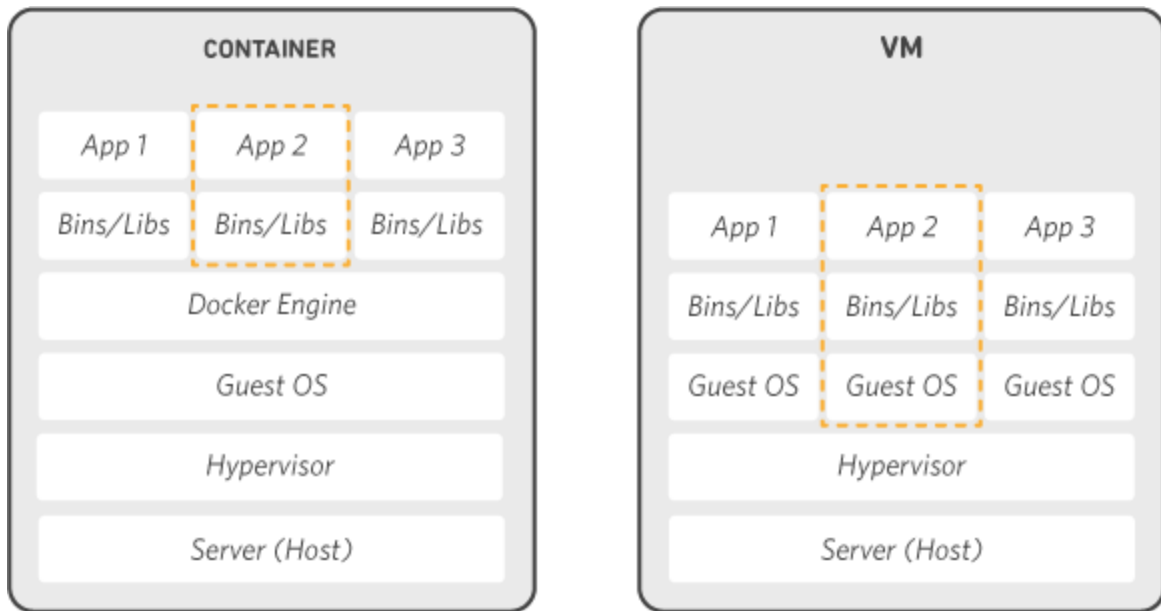 CONTAINER
App 1 App 2 App 3
Bins/Libs Bins/Libs Bins/Libs
Docker Engine
Guest OS
Hypervisor
Server (Host)
VM
App 1 App 2 App 3
Bins/Libs Bins/Libs Bins/Libs
Guest OS Guest OS Guest OS
Hypervisor
Server (Host)